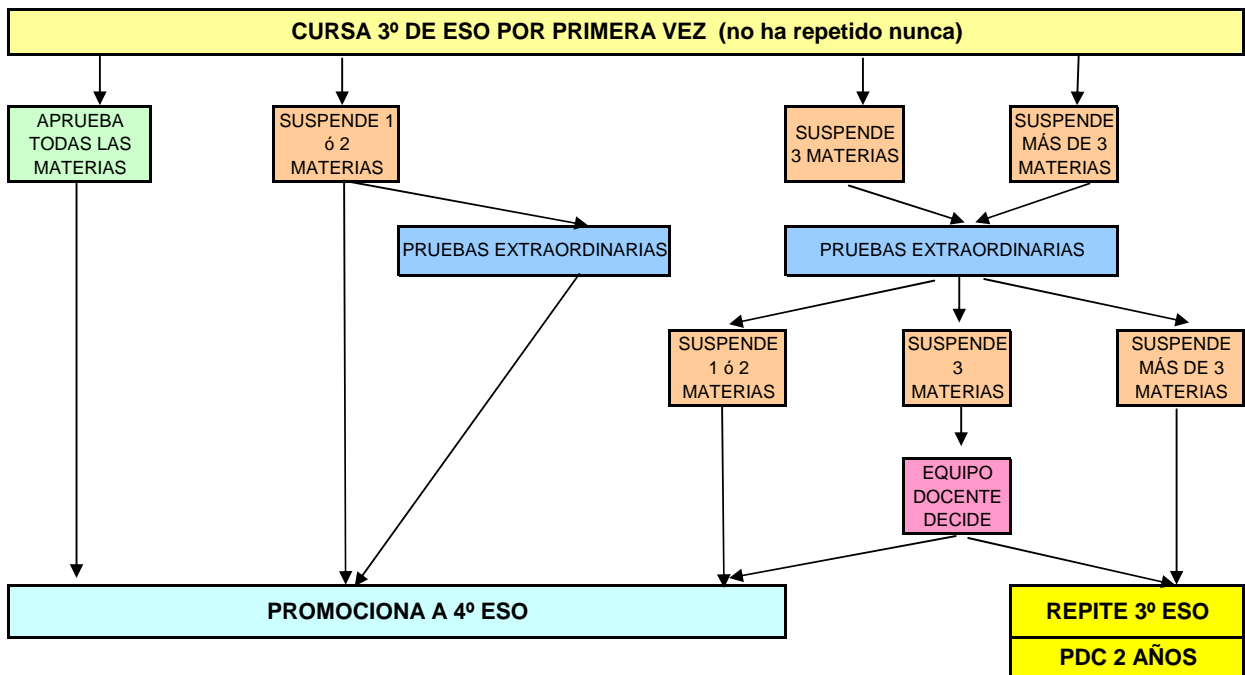 CURSA 3º DE ESO POR PRIMERA VEZ (no ha repetido nunca)
APRUEBA
TODAS LAS
MATERIAS
SUSPENDE 1
ó 2
MATERIAS
SUSPENDE
3 MATERIAS
SUSPENDE
MÁS DE 3
MATERIAS
PRUEBAS EXTRAORDINARIAS
PRUEBAS EXTRAORDINARIAS
SUSPENDE
1 ó 2
MATERIAS
SUSPENDE
3
MATERIAS
SUSPENDE
MÁS DE 3
MATERIAS
EQUIPO
DOCENTE
DECIDE
PROMOCIONA A 4º ESO
REPITE 3º ESO
PDC 2 AÑOS